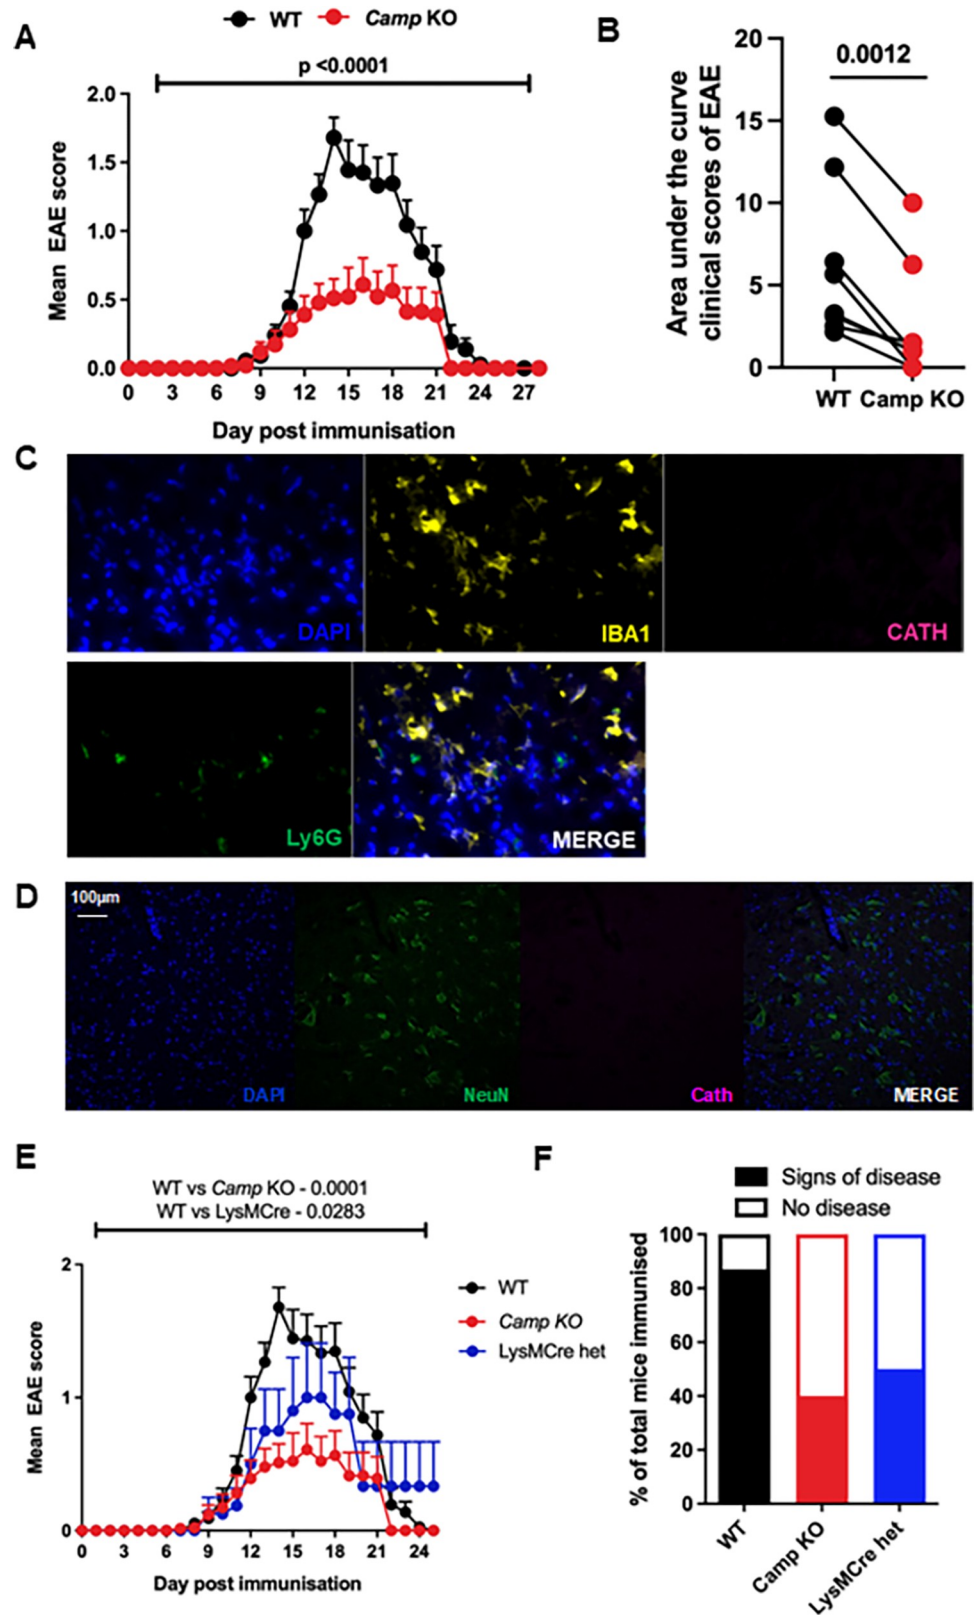 A
WT Camp KO
p <0.0001
Mean EAE score
2.0
1.5
1.0
0.5
0.0
0 3 6 9 12 15 18 21 24 27
Day post immunisation
B
0.0012
Area under the curve
clinical scores of EAE
20
15
10
5
0
WT Camp KO
C
DAPI IBA1 CATH
Ly6G MERGE
D
100µm
DAPI NeuN Cath MERGE
E
WT vs Camp KO - 0.0001
WT vs LysMCre - 0.0283
Mean EAE score
2
1
0
0 3 6 9 12 15 18 21 24
Day post immunisation
WT
Camp KO
LysMCre het
F
Signs of disease
No disease
% of total mice immunised
100
80
60
40
20
0
WT
Camp KO
LysMCre het